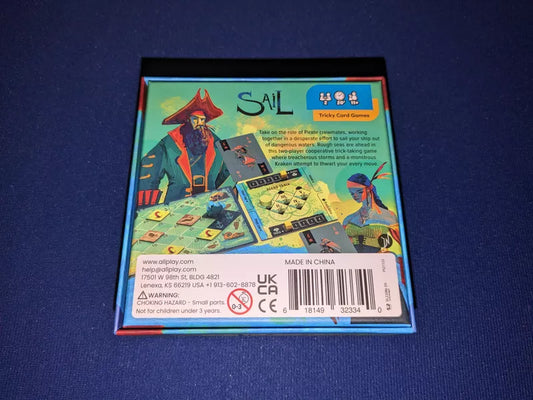 SAIL
Tricky Card Games
Take on the role of Pirate crewmates, working
together in a desperate effort to sail your ship out
of dangerous waters. Rough seas are ahead in
this two-player cooperative trick-taking game
where treacherous storms and a monstrous
Kraken attempt to thwart your every move.
www.allplay.com
help@allplay.com
17501 W 98th St, BLDG 4821
Lenexa, KS 66219 USA +1 913-602-8878
MADE IN CHINA
WARNING:
CHOKING HAZARD - Small parts.
Not for children under 3 years.
0-3
UK
CA
CE
6 18149 32334 0